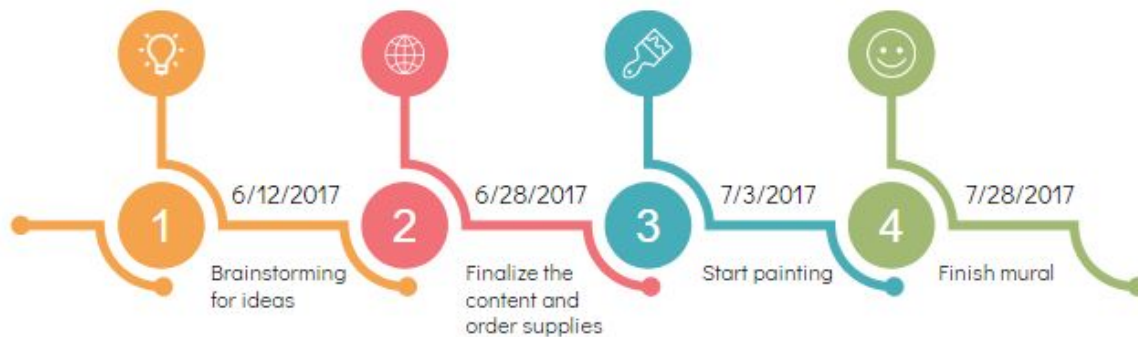 1
6/12/2017
Brainstorming
for ideas
2
6/28/2017
Finalize the
content and
order supplies
3
7/3/2017
Start painting
4
7/28/2017
Finish mural